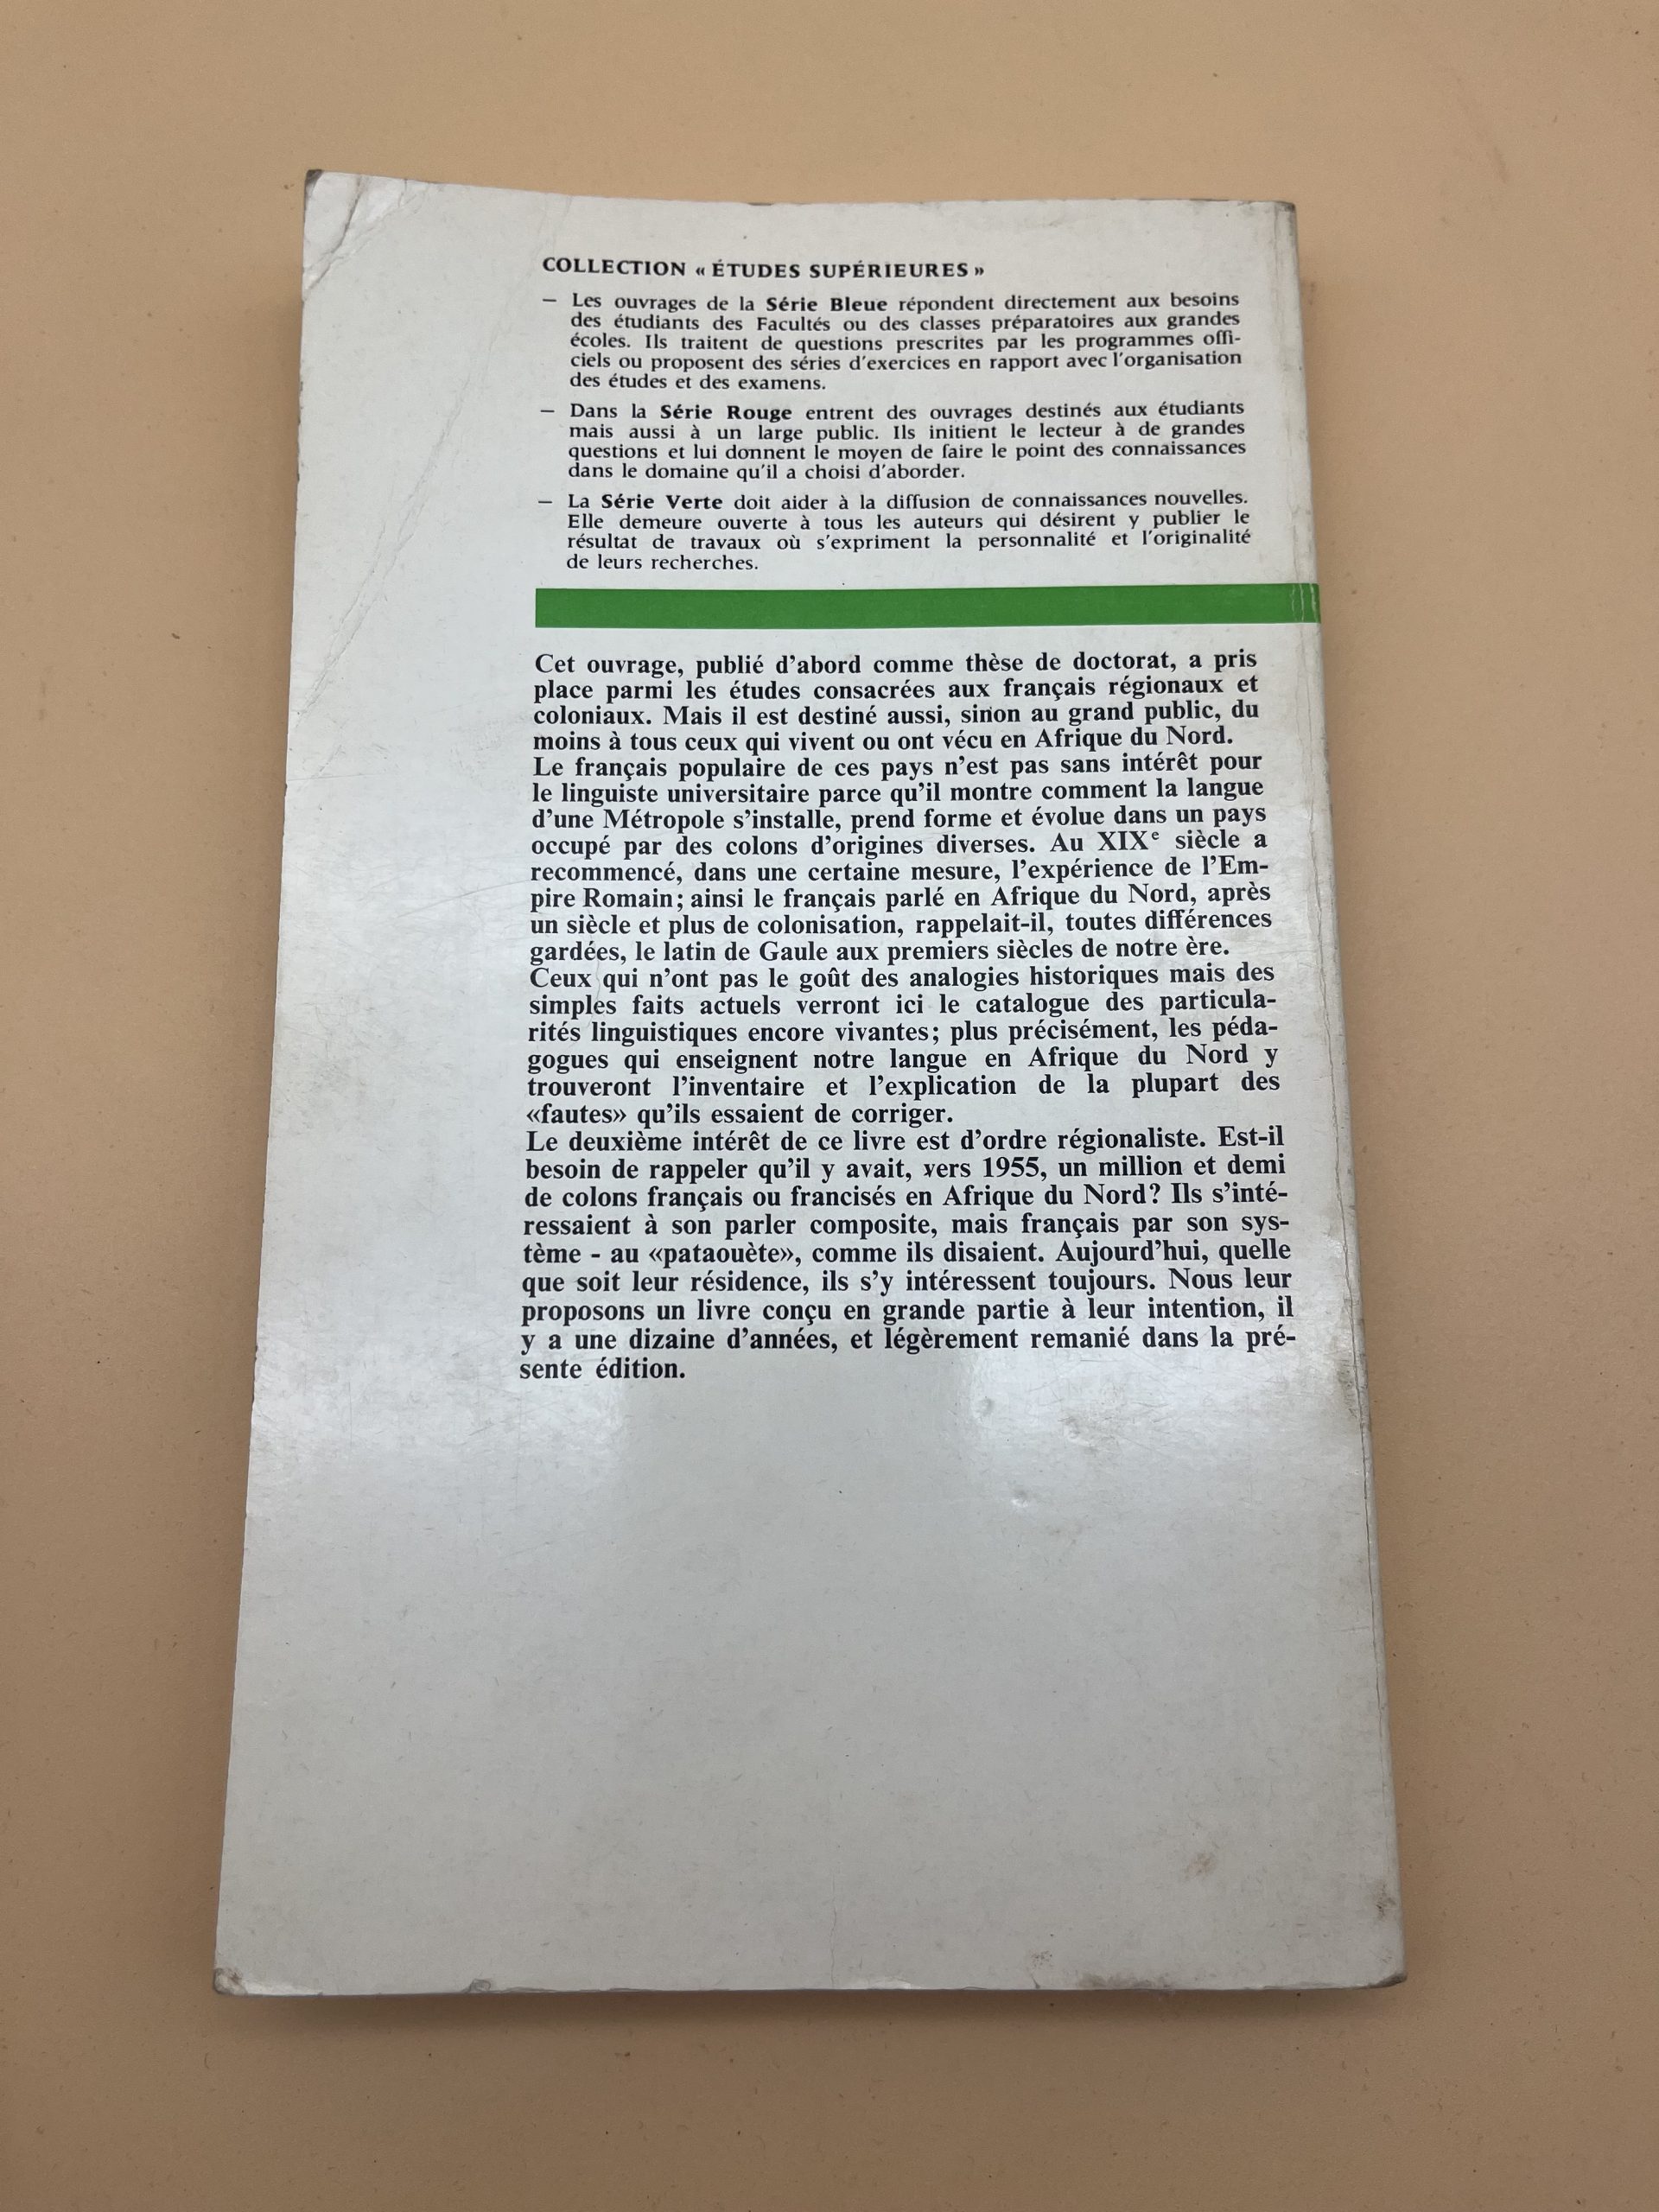 COLLECTION « ÉTUDES SUPÉRIEURES »
— Les ouvrages de la Série Bleue répondent directement aux besoins
des étudiants des Facultés ou des classes préparatoires aux grandes
écoles. Ils traitent de questions prescrites par les programmes offi-
ciels ou proposent des séries d'exercices en rapport avec l'organisation
des études et des examens.
— Dans la Série Rouge entrent des ouvrages destinés aux étudiants
mais aussi à un large public. Ils initient le lecteur à de grandes
questions et lui donnent le moyen de faire le point des connaissances
dans le domaine qu'il a choisi d'aborder.
— La Série Verte doit aider à la diffusion de connaissances nouvelles.
Elle demeure ouverte à tous les auteurs qui désirent y publier le
résultat de travaux où s'expriment la personnalité et l'originalité
de leurs recherches.
Cet ouvrage, publié d'abord comme thèse de doctorat, a pris
place parmi les études consacrées aux français régionaux et
coloniaux. Mais il est destiné aussi, sinon au grand public, du
moins à tous ceux qui vivent ou ont vécu en Afrique du Nord.
Le français populaire de ces pays n'est pas sans intérêt pour
le linguiste universitaire parce qu'il montre comment la langue
d'une Métropole s'installe, prend forme et évolue dans un pays
occupé par des colons d'origines diverses. Au XIXe siècle a
recommencé, dans une certaine mesure, l'expérience de l'Em-
pire Romain; ainsi le français parlé en Afrique du Nord, après
un siècle et plus de colonisation, rappelait-il, toutes différences
gardées, le latin de Gaule aux premiers siècles de notre ère.
Ceux qui n'ont pas le goût des analogies historiques mais des
simples faits actuels verront ici le catalogue des particula-
rités linguistiques encore vivantes; plus précisément, les péda-
gogues qui enseignent notre langue en Afrique du Nord y
trouveront l'inventaire et l'explication de la plupart des
«fautes» qu'ils essaient de corriger.
Le deuxième intérêt de ce livre est d'ordre régionaliste. Est-il
besoin de rappeler qu'il y avait, vers 1955, un million et demi
de colons français ou francisés en Afrique du Nord? Ils s'inté-
ressaient à son parler composite, mais français par son sys-
tème - au «pataouète», comme ils disaient. Aujourd'hui, quelle
que soit leur résidence, ils s'y intéressent toujours. Nous leur
proposons un livre conçu en grande partie à leur intention, il
y a une dizaine d'années, et légèrement remanié dans la pré-
sente édition.